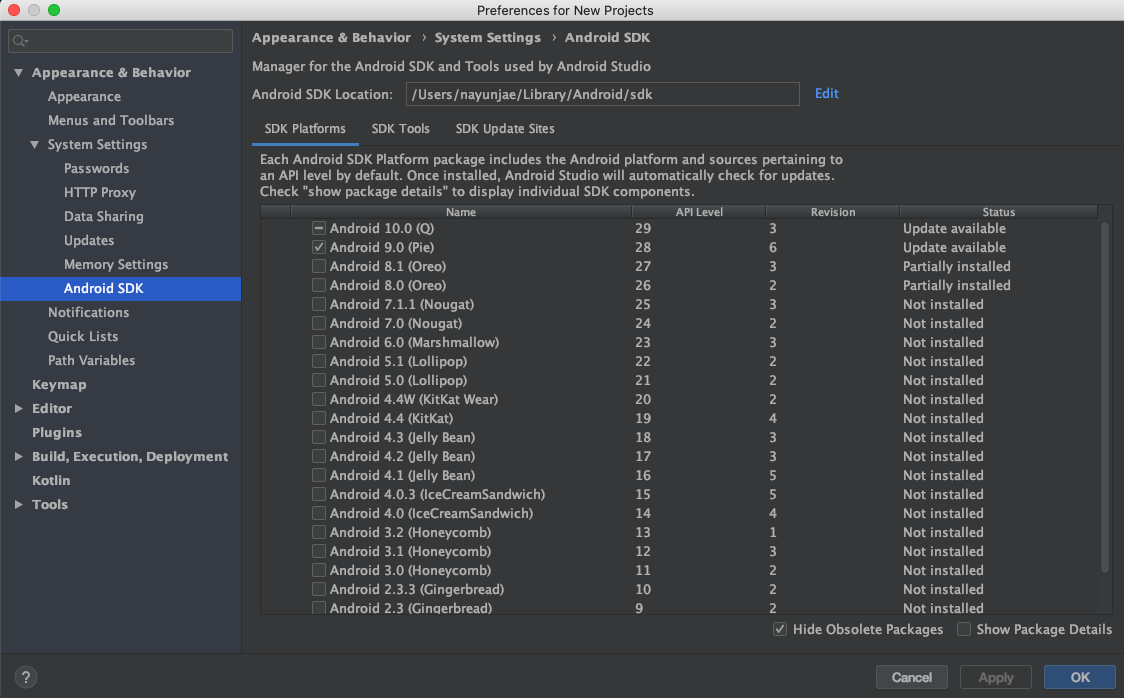 Preferences for New Projects
Appearance & Behavior
Appearance
Menus and Toolbars
System Settings
Passwords
HTTP Proxy
Data Sharing
Updates
Memory Settings
Android SDK
Notifications
Quick Lists
Path Variables
Keymap
Editor
Plugins
Build, Execution, Deployment
Kotlin
Tools
Appearance & Behavior › System Settings › Android SDK
Manager for the Android SDK and Tools used by Android Studio
Android SDK Location: /Users/nayunjae/Library/Android/sdk Edit
SDK Platforms SDK Tools SDK Update Sites
Each Android SDK Platform package includes the Android platform and sources pertaining to
an API level by default. Once installed, Android Studio will automatically check for updates.
Check "show package details" to display individual SDK components.
Name API Level Revision Status
Android 10.0 (Q) 29 3 Update available
Android 9.0 (Pie) 28 6 Update available
Android 8.1 (Oreo) 27 3 Partially installed
Android 8.0 (Oreo) 26 2 Partially installed
Android 7.1.1 (Nougat) 25 3 Not installed
Android 7.0 (Nougat) 24 2 Not installed
Android 6.0 (Marshmallow) 23 3 Not installed
Android 5.1 (Lollipop) 22 2 Not installed
Android 5.0 (Lollipop) 21 2 Not installed
Android 4.4W (KitKat Wear) 20 2 Not installed
Android 4.4 (KitKat) 19 4 Not installed
Android 4.3 (Jelly Bean) 18 3 Not installed
Android 4.2 (Jelly Bean) 17 3 Not installed
Android 4.1 (Jelly Bean) 16 5 Not installed
Android 4.0.3 (IceCreamSandwich) 15 5 Not installed
Android 4.0 (IceCreamSandwich) 14 4 Not installed
Android 3.2 (Honeycomb) 13 1 Not installed
Android 3.1 (Honeycomb) 12 3 Not installed
Android 3.0 (Honeycomb) 11 2 Not installed
Android 2.3.3 (Gingerbread) 10 2 Not installed
Android 2.3 (Gingerbread) 9 2 Not installed
Hide Obsolete Packages Show Package Details
? Cancel Apply OK